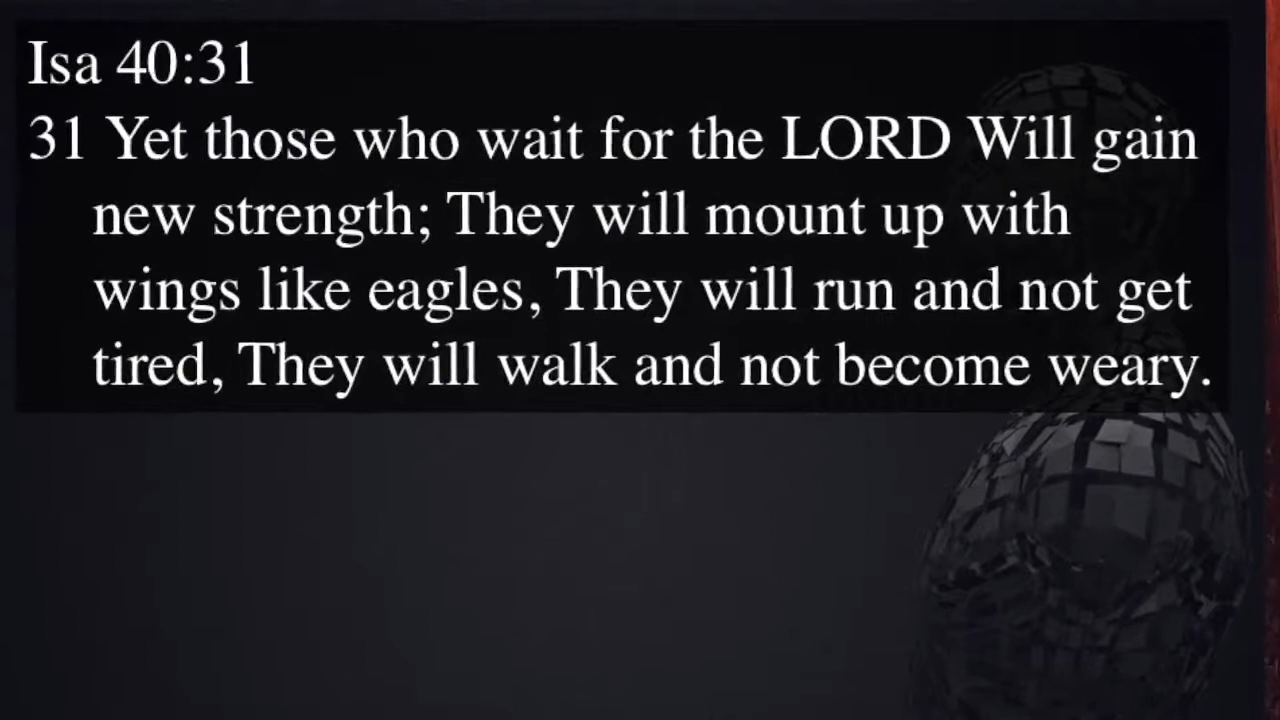 Isa 40:31
31 Yet those who wait for the LORD Will gain
new strength; They will mount up with
wings like eagles, They will run and not get
tired, They will walk and not become weary.